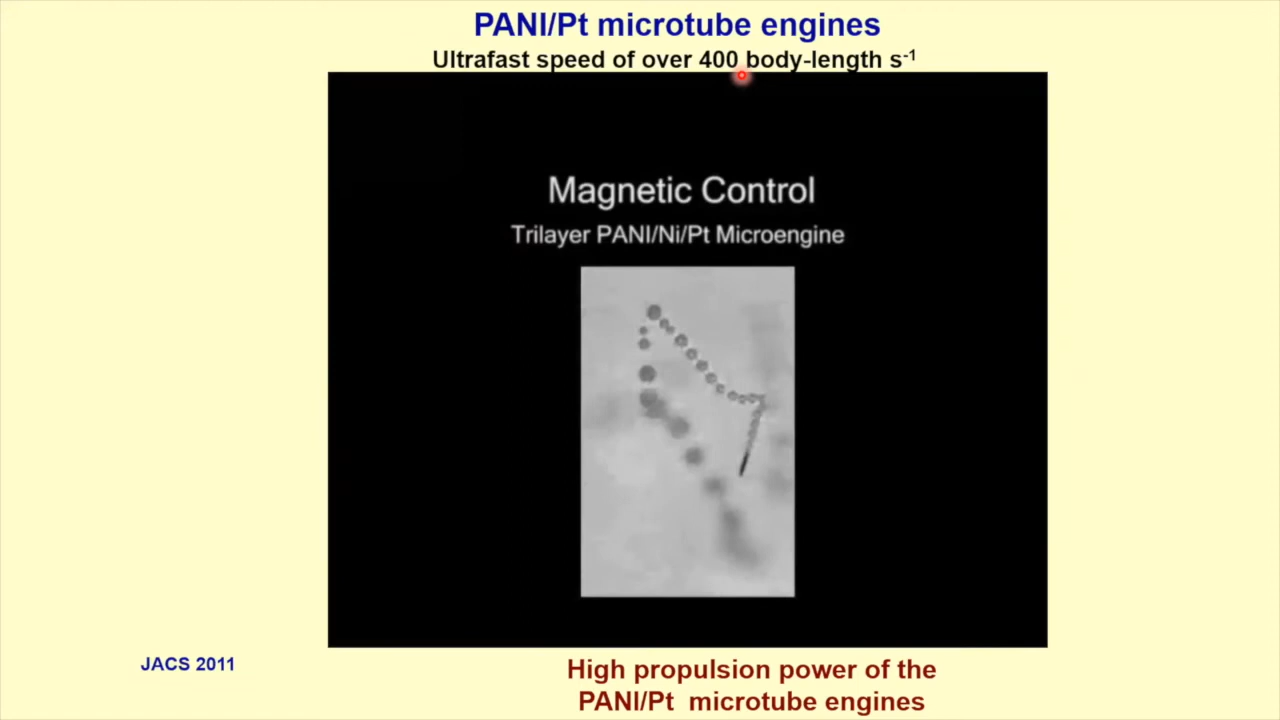 PANI/Pt microtube engines
Ultrafast speed of over 400 body-length s⁻¹
Magnetic Control
Trilayer PANI/Ni/Pt Microengine
JACS 2011
High propulsion power of the
PANI/Pt microtube engines